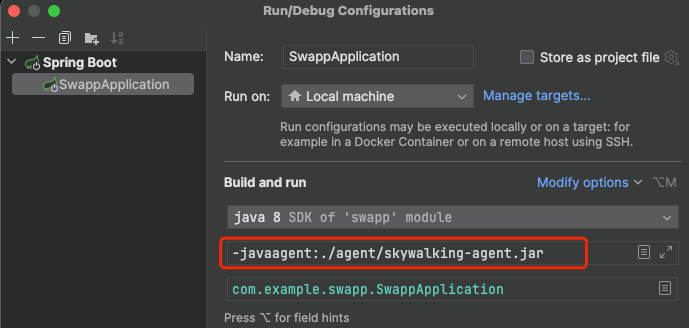 Run/Debug Configurations
Spring Boot
SwappApplication
Name: SwappApplication
Store as project file
Run on: Local machine
Manage targets...
Run configurations may be executed locally or on a target: for
example in a Docker Container or on a remote host using SSH.
Build and run
Modify options ⌥M
java 8 SDK of 'swapp' module
-javaagent:./agent/skywalking-agent.jar
com.example.swapp.SwappApplication
Press ⌥ for field hints